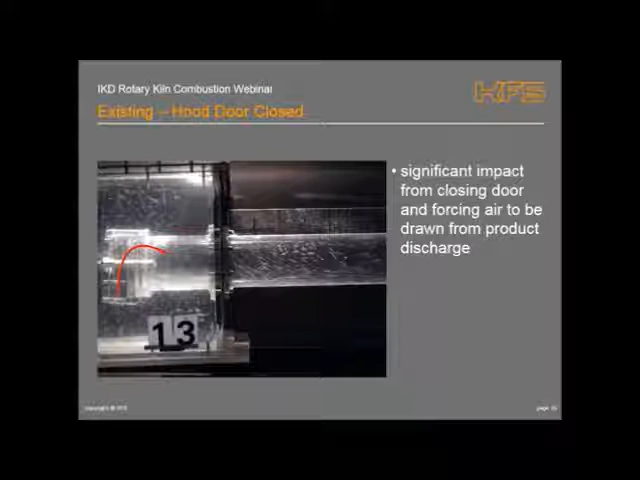 IKD Rotary Kiln Combustion Webinar
KFS
Existing – Hood Door Closed
• significant impact
from closing door
and forcing air to be
drawn from product
discharge
13